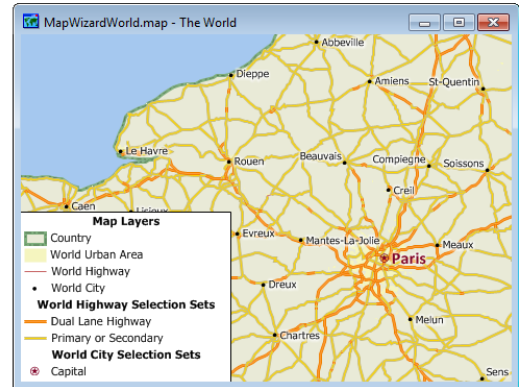 MapWizardWorld.map - The World
Abbeville
Dieppe
Amiens
St-Quentin
Le Havre
Rouen
Beauvais
Compiegne
Soissons
Creil
Caen
Lisieux
Evreux
Mantes-La-Jolie
Meaux
Paris
Dreux
Melun
Chartres
Sens
Map Layers
Country
World Urban Area
World Highway
World City
World Highway Selection Sets
Dual Lane Highway
Primary or Secondary
World City Selection Sets
Capital